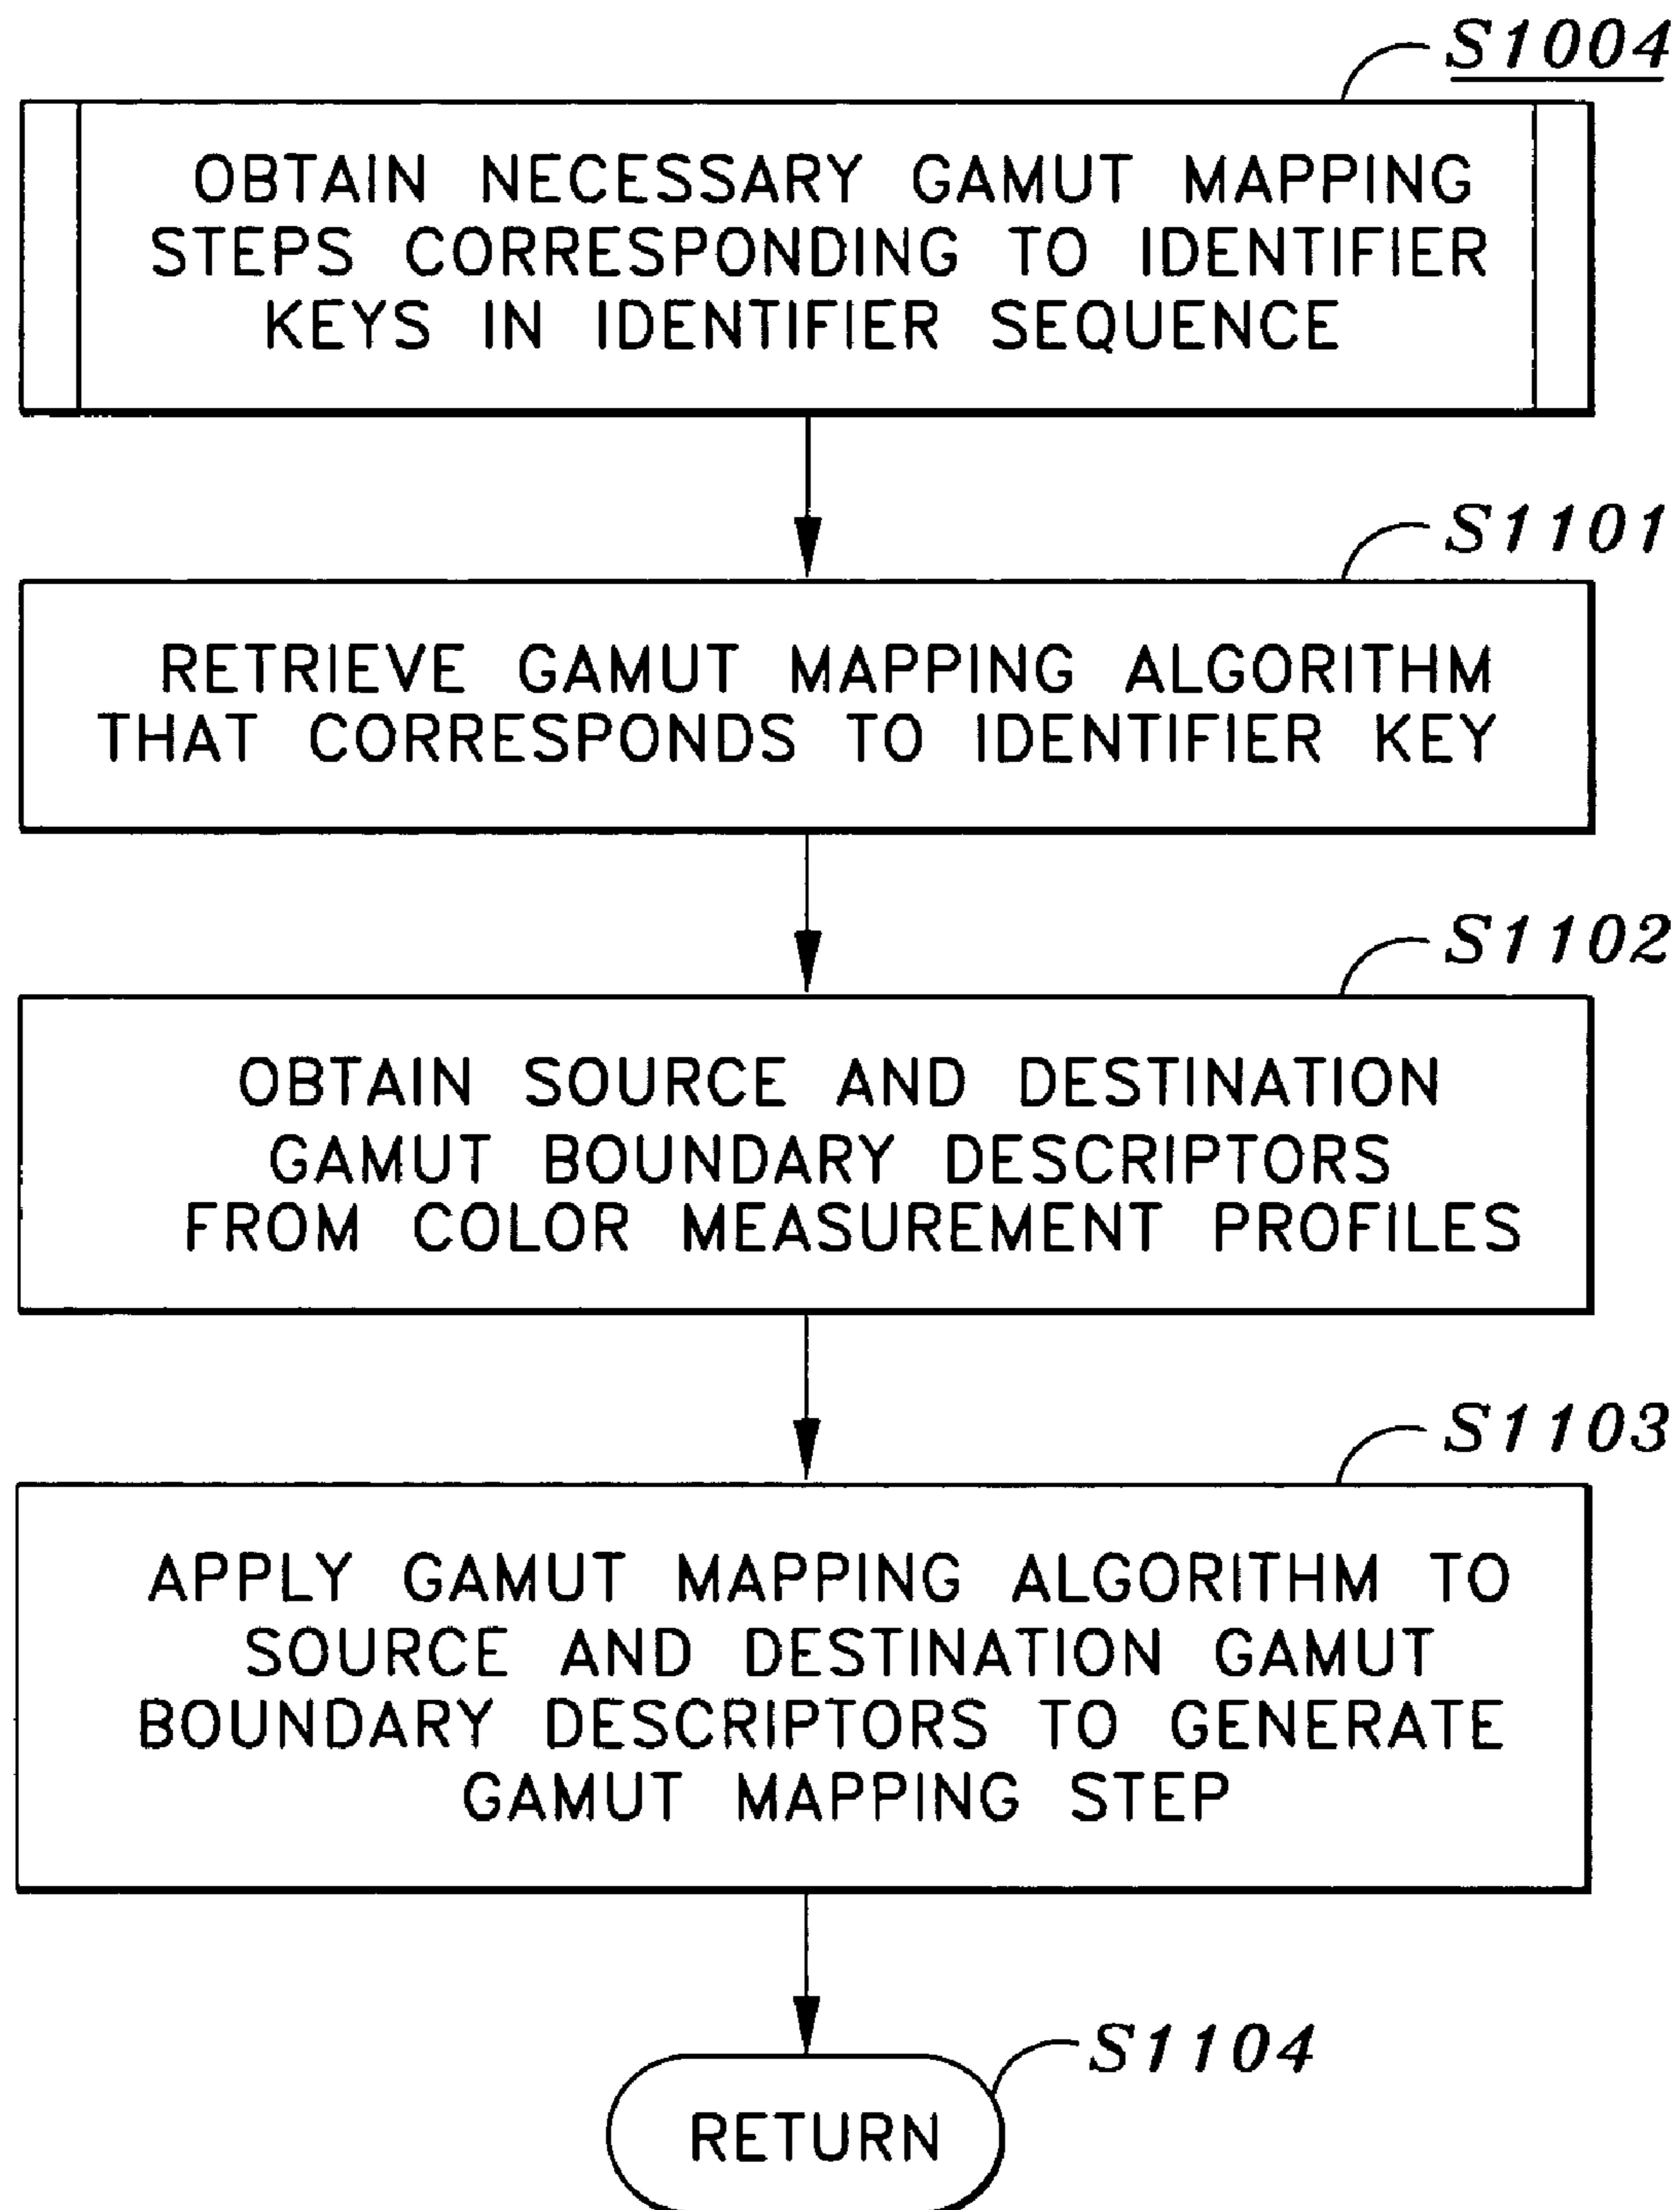 S1004
OBTAIN NECESSARY GAMUT MAPPING
STEPS CORRESPONDING TO IDENTIFIER
KEYS IN IDENTIFIER SEQUENCE
S1101
RETRIEVE GAMUT MAPPING ALGORITHM
THAT CORRESPONDS TO IDENTIFIER KEY
S1102
OBTAIN SOURCE AND DESTINATION
GAMUT BOUNDARY DESCRIPTORS
FROM COLOR MEASUREMENT PROFILES
S1103
APPLY GAMUT MAPPING ALGORITHM TO
SOURCE AND DESTINATION GAMUT
BOUNDARY DESCRIPTORS TO GENERATE
GAMUT MAPPING STEP
S1104
RETURN